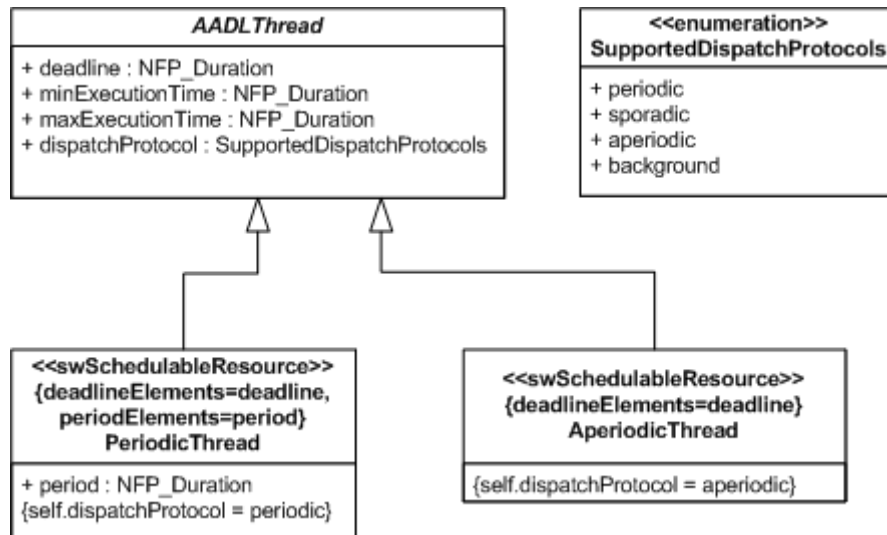 AADLThread
+ deadline : NFP_Duration
+ minExecutionTime : NFP_Duration
+ maxExecutionTime : NFP_Duration
+ dispatchProtocol : SupportedDispatchProtocols
<<enumeration>>
SupportedDispatchProtocols
+ periodic
+ sporadic
+ aperiodic
+ background
<<swSchedulableResource>>
{deadlineElements=deadline,
periodElements=period}
PeriodicThread
+ period : NFP_Duration
{self.dispatchProtocol = periodic}
<<swSchedulableResource>>
{deadlineElements=deadline}
AperiodicThread
{self.dispatchProtocol = aperiodic}